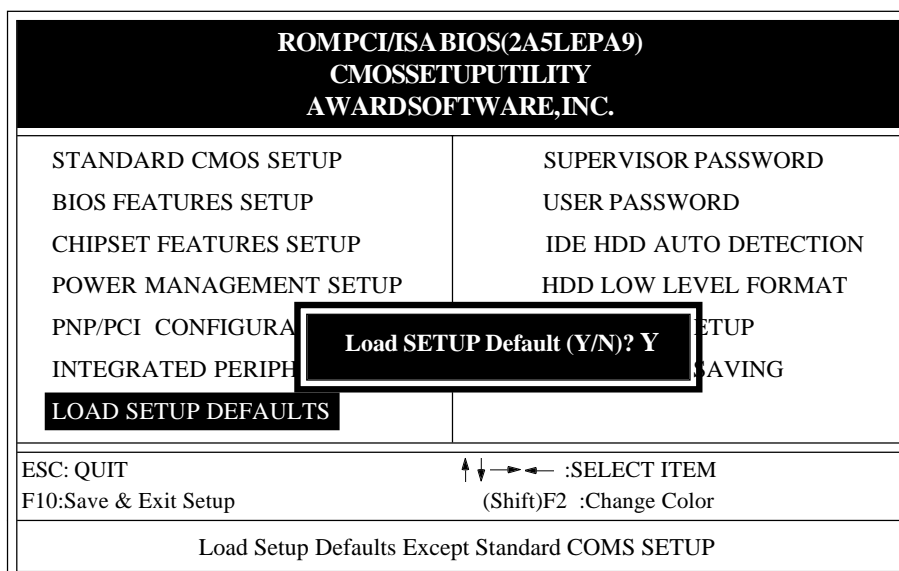 ROMPCI/ISABIOS(2A5LEPA9)
CMOSSETUPUTILITY
AWARDSOFTWARE,INC.
STANDARD CMOS SETUP
BIOS FEATURES SETUP
CHIPSET FEATURES SETUP
POWER MANAGEMENT SETUP
PNP/PCI CONFIGURA
INTEGRATED PERIPH
LOAD SETUP DEFAULTS
SUPERVISOR PASSWORD
USER PASSWORD
IDE HDD AUTO DETECTION
HDD LOW LEVEL FORMAT
ETUP
SAVING
Load SETUP Default (Y/N)? Y
ESC: QUIT
F10:Save & Exit Setup
:SELECT ITEM
(Shift)F2 :Change Color
Load Setup Defaults Except Standard COMS SETUP